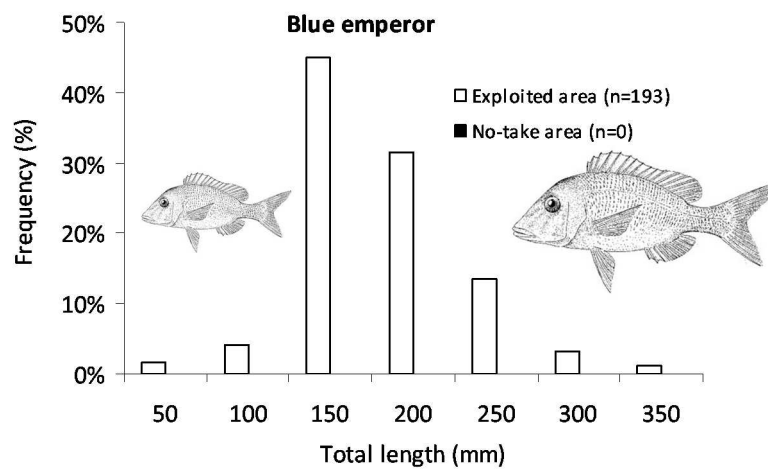 Blue emperor
50%
40%
30%
20%
10%
0%
Frequency (%)
Exploited area (n=193)
No-take area (n=0)
50 100 150 200 250 300 350
Total length (mm)